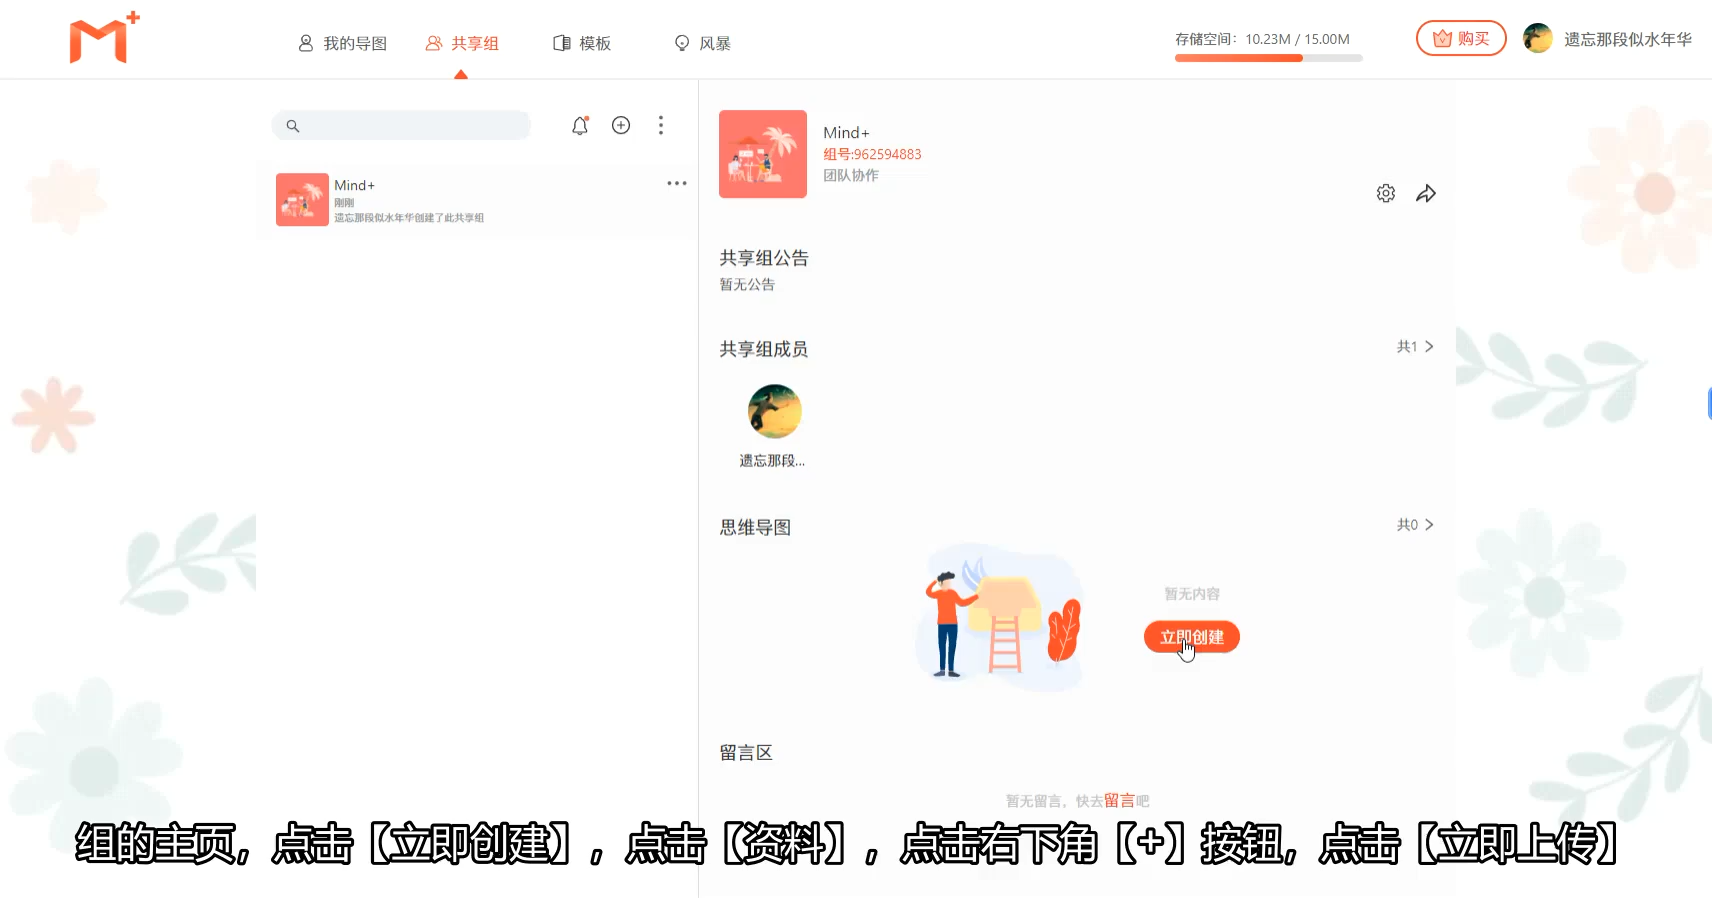 M+
我的导图
共享组
模板
风暴
存储空间：10.23M / 15.00M
购买
遗忘那段似水年华
Mind+
刚刚
遗忘那段似水年华创建了此共享组
Mind+
组号:962594883
团队协作
共享组公告
暂无公告
共享组成员
共1
遗忘那段...
思维导图
共0
暂无内容
立即创建
留言区
暂无留言，快去留言吧
组的主页，点击【立即创建】，点击【资料】，点击右下角【+】按钮，点击【立即上传】